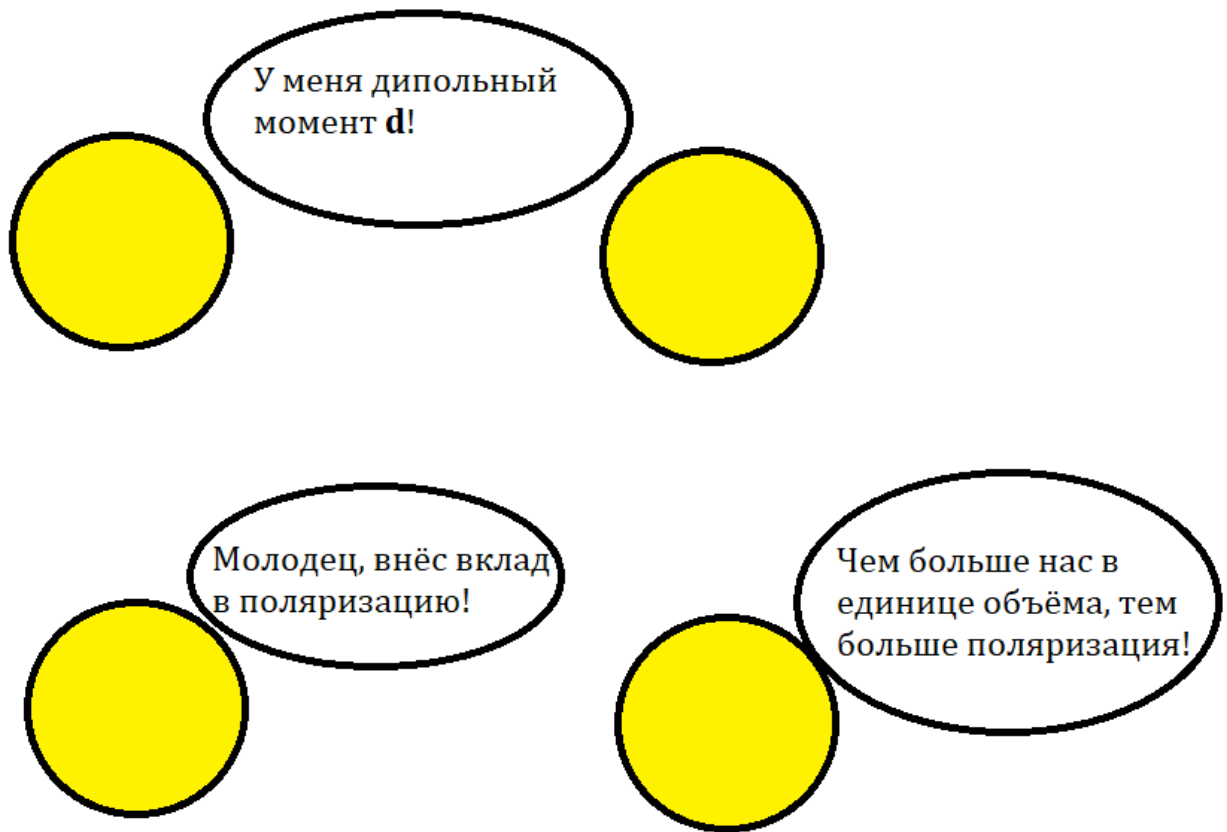 У меня дипольный
момент d!
Молодец, внёс вклад
в поляризацию!
Чем больше нас в
единице объёма, тем
больше поляризация!